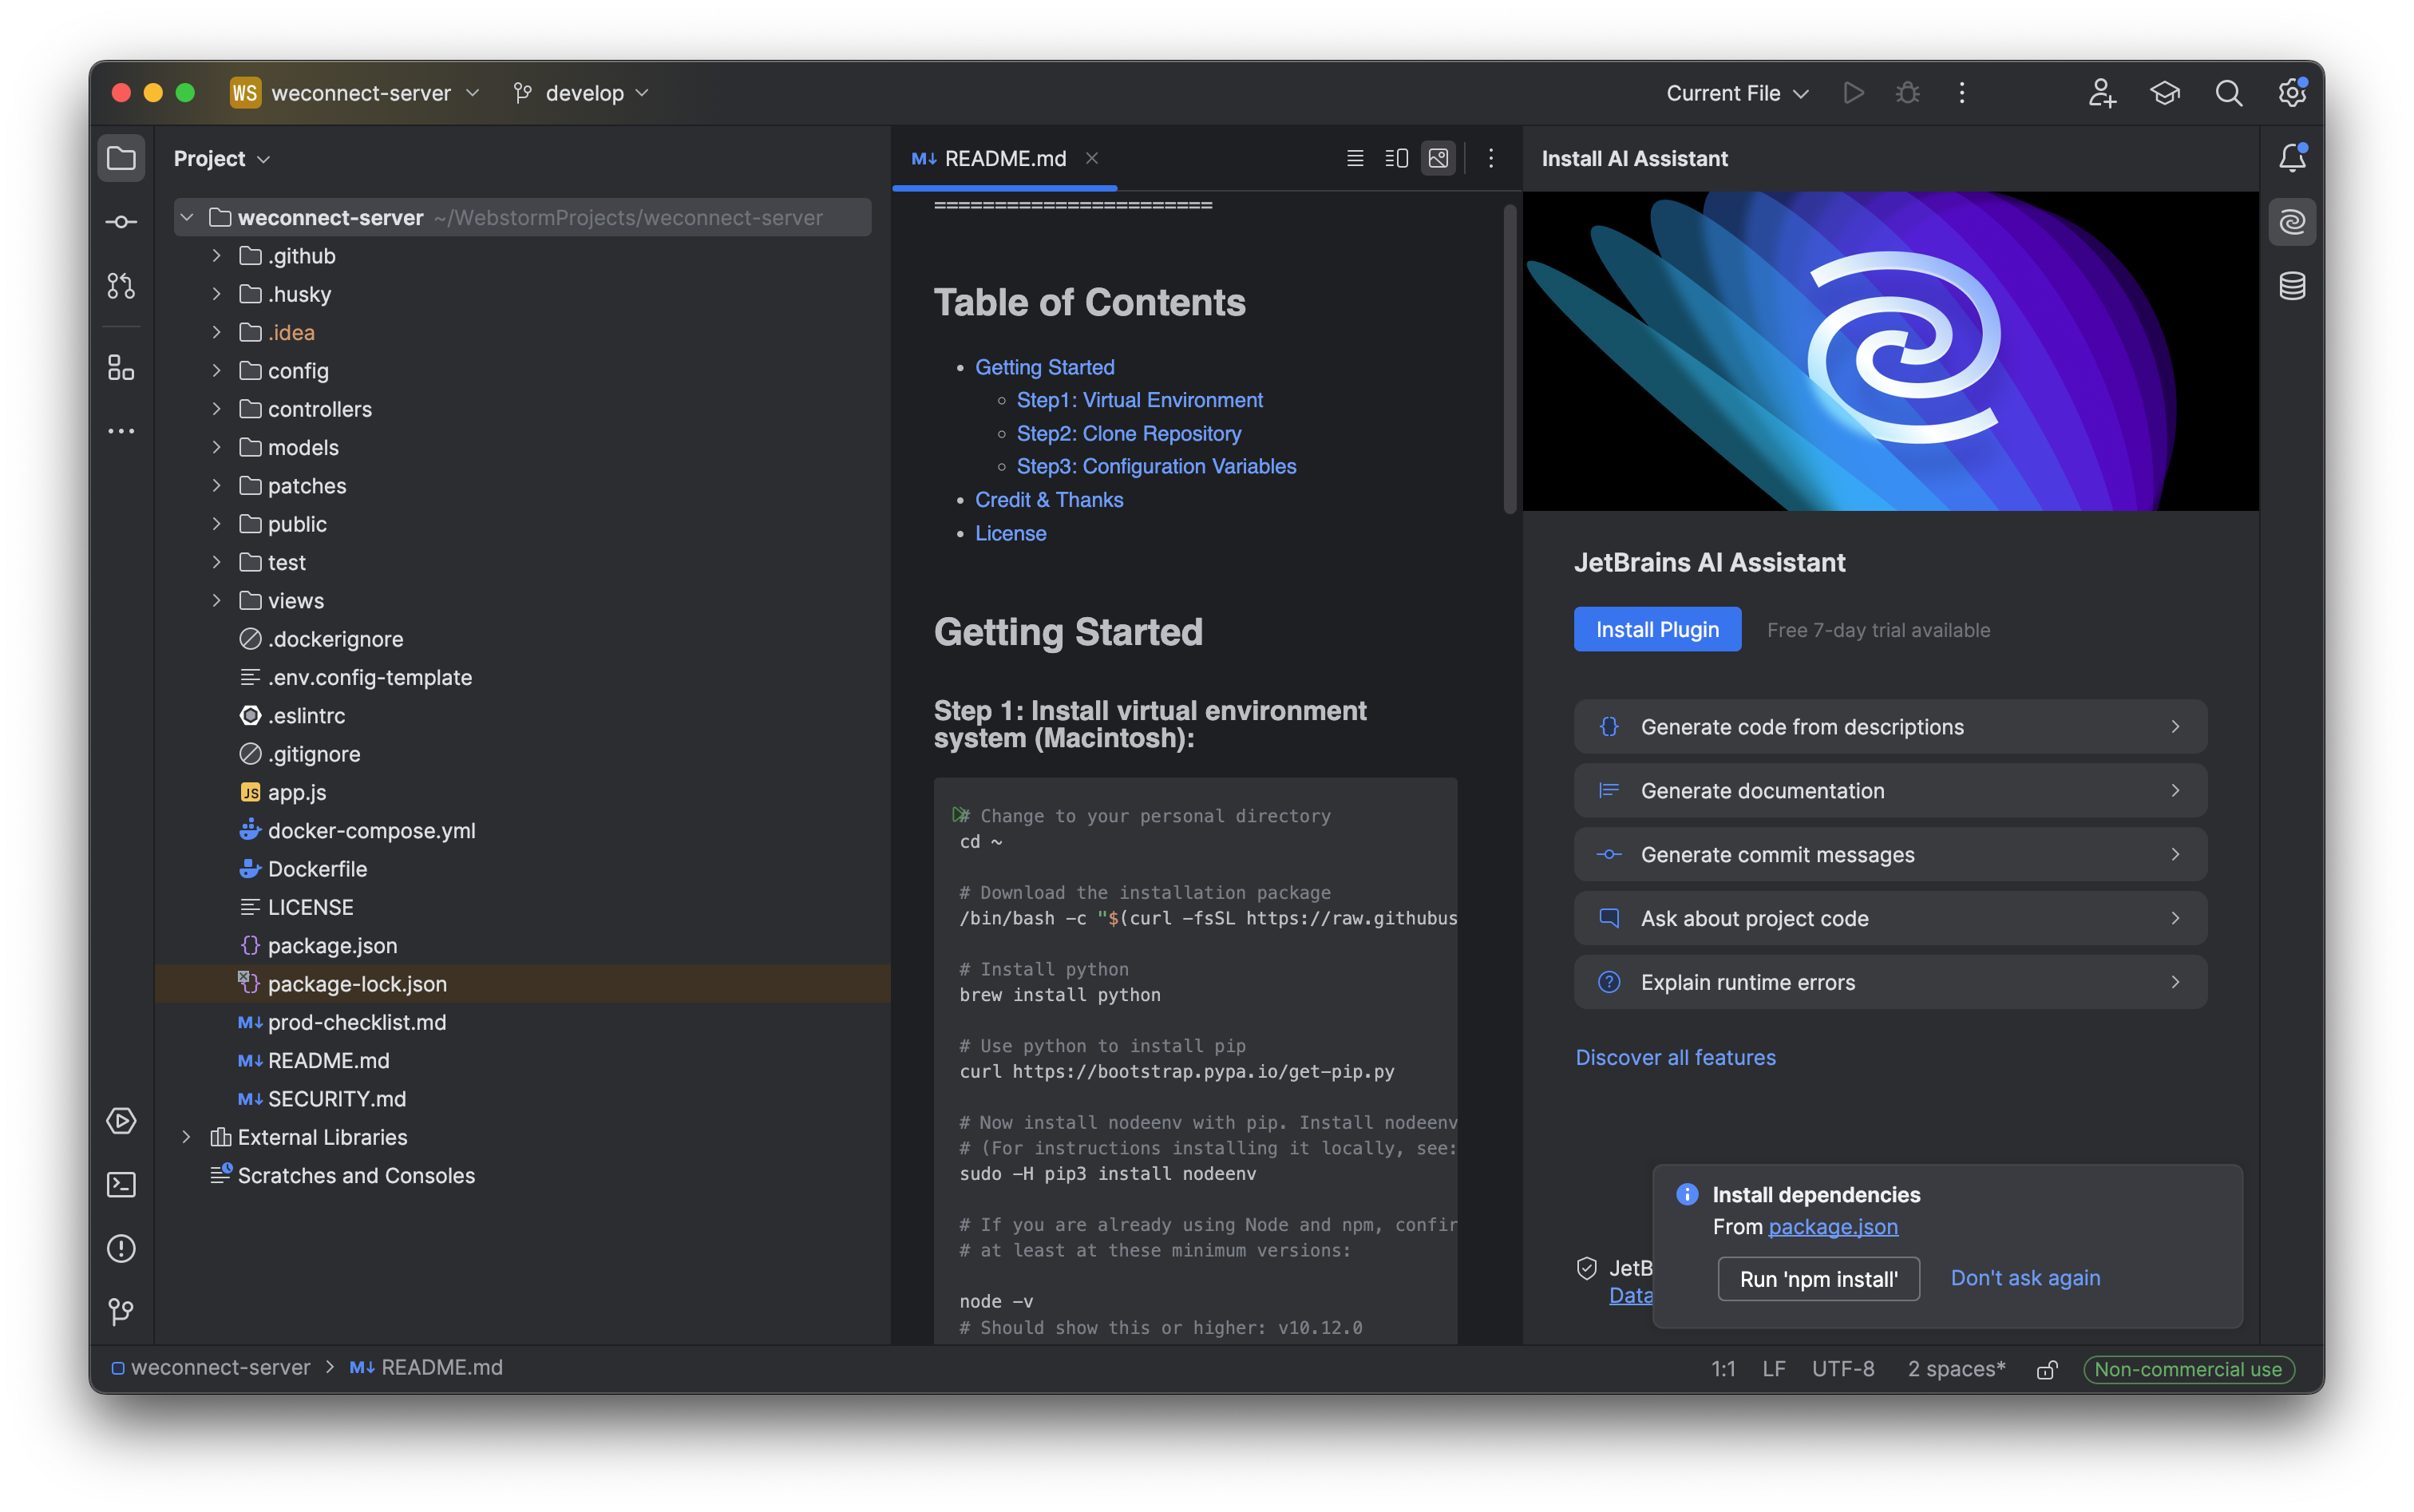 WS weconnect-server develop Current File
Project
weconnect-server ~/WebstormProjects/weconnect-server
.github
.husky
.idea
config
controllers
models
patches
public
test
views
.dockerignore
.env.config-template
.eslintrc
.gitignore
JS app.js
docker-compose.yml
Dockerfile
LICENSE
package.json
package-lock.json
M↓ prod-checklist.md
M↓ README.md
M↓ SECURITY.md
External Libraries
Scratches and Consoles
M↓ README.md
=======================
Table of Contents
• Getting Started
◦ Step1: Virtual Environment
◦ Step2: Clone Repository
◦ Step3: Configuration Variables
• Credit & Thanks
• License
Getting Started
Step 1: Install virtual environment
system (Macintosh):
# Change to your personal directory
cd ~
# Download the installation package
/bin/bash -c "$(curl -fsSL https://raw.githubus
# Install python
brew install python
# Use python to install pip
curl https://bootstrap.pypa.io/get-pip.py
# Now install nodeenv with pip. Install nodeenv
# (For instructions installing it locally, see:
sudo -H pip3 install nodeenv
# If you are already using Node and npm, confir
# at least at these minimum versions:
node -v
# Should show this or higher: v10.12.0
Install AI Assistant
JetBrains AI Assistant
Install Plugin Free 7-day trial available
Generate code from descriptions
Generate documentation
Generate commit messages
Ask about project code
Explain runtime errors
Discover all features
JetB
Data
Install dependencies
From package.json
Run 'npm install' Don't ask again
weconnect-server > M↓ README.md
1:1 LF UTF-8 2 spaces* Non-commercial use